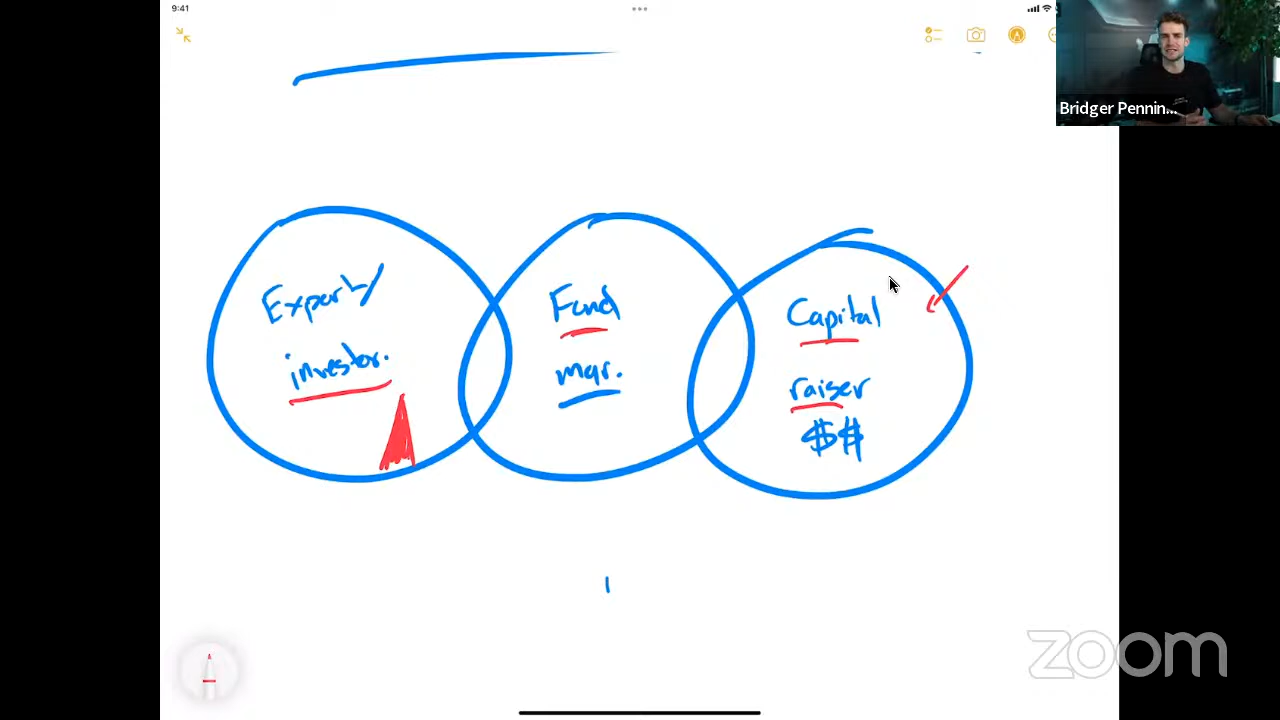 9:41
Bridger Pennin...
Expert/
investor.
Fund
mgr.
Capital
raiser
$$
zoom